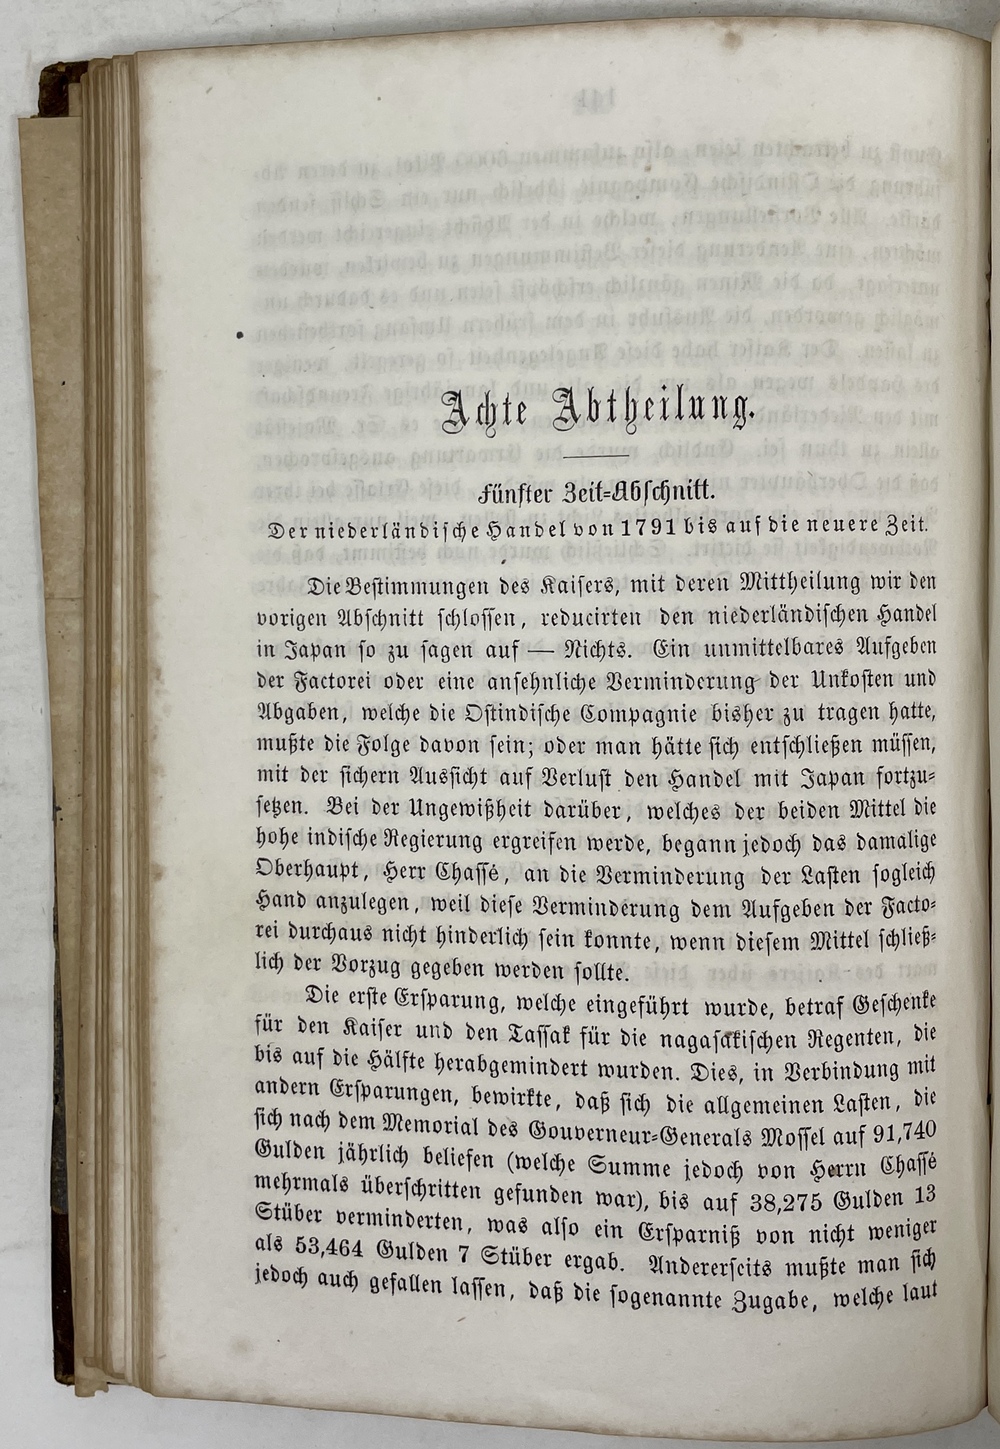 Achte Abtheilung.
Fünfter Zeit=Abschnitt.
Der niederländische Handel von 1791 bis auf die neuere Zeit.
Die Bestimmungen des Kaisers, mit deren Mittheilung wir den
vorigen Abschnitt schlossen, reducirten den niederländischen Handel
in Japan so zu sagen auf — Nichts. Ein unmittelbares Aufgeben
der Factorei oder eine ansehnliche Verminderung der Unkosten und
Abgaben, welche die Ostindische Compagnie bisher zu tragen hatte,
mußte die Folge davon sein; oder man hätte sich entschließen müssen,
mit der sichern Aussicht auf Verlust den Handel mit Japan fortzu=
setzen. Bei der Ungewißheit darüber, welches der beiden Mittel die
hohe indische Regierung ergreifen werde, begann jedoch das damalige
Oberhaupt, Herr Chassé, an die Verminderung der Lasten sogleich
Hand anzulegen, weil diese Verminderung dem Aufgeben der Facto=
rei durchaus nicht hinderlich sein konnte, wenn diesem Mittel schließ=
lich der Vorzug gegeben werden sollte.
Die erste Ersparung, welche eingeführt wurde, betraf Geschenke
für den Kaiser und den Tassak für die nagasakischen Regenten, die
bis auf die Hälfte herabgemindert wurden. Dies, in Verbindung mit
andern Ersparungen, bewirkte, daß sich die allgemeinen Lasten, die
sich nach dem Memorial des Gouverneur=Generals Mossel auf 91,740
Gulden jährlich beliefen (welche Summe jedoch von Herrn Chassé
mehrmals überschritten gefunden war), bis auf 38,275 Gulden 13
Stüber verminderten, was also ein Ersparniß von nicht weniger
als 53,464 Gulden 7 Stüber ergab. Andererseits mußte man sich
jedoch auch gefallen lassen, daß die sogenannte Zugabe, welche laut